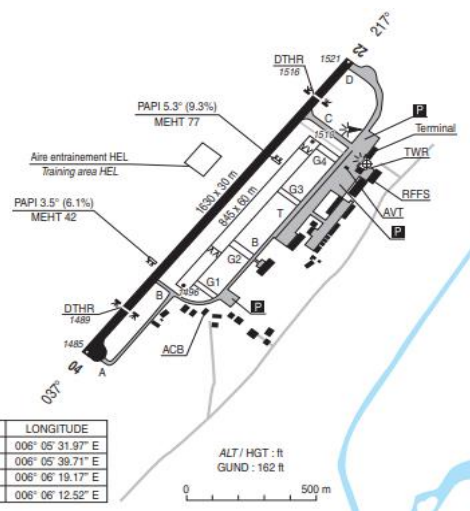 217°
22
1521
DTHR
1516
D
PAPI 5.3° (9.3%)
MEHT 77
C
P
1510
Terminal
TWR
G4
Aire entrainement HEL
Training area HEL
1630 x 30 m
845 x 60 m
G3
RFFS
AVT
PAPI 3.5° (6.1%)
MEHT 42
T
P
B
G2
DTHR
1489
B
1496
G1
P
1485
ACB
04
A
037°
LONGITUDE
006° 05' 31.97" E
006° 05' 39.71" E
006° 06' 19.17" E
006° 06' 12.52" E
ALT / HGT : ft
GUND : 162 ft
0 500 m